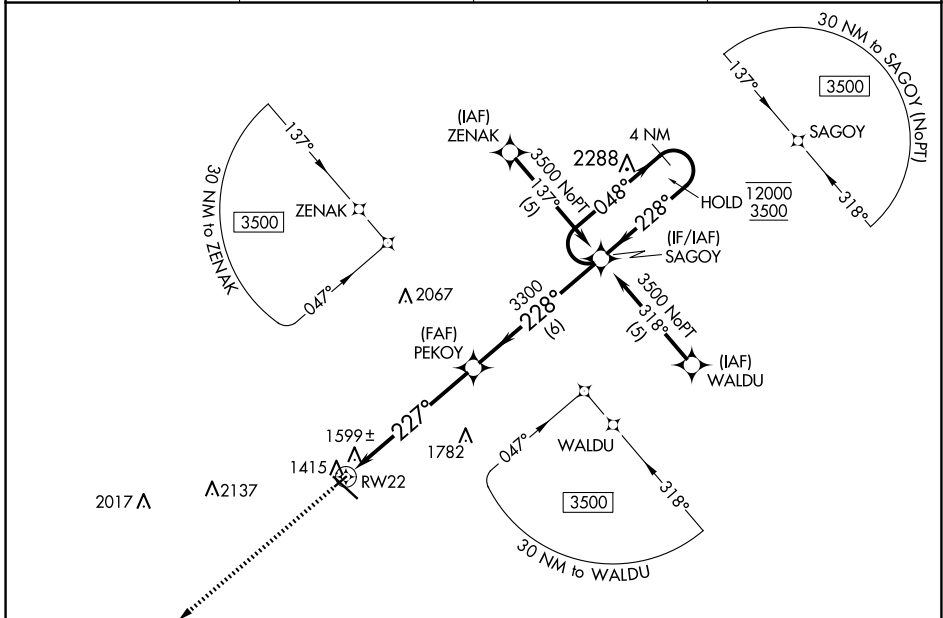 30 NM to SAGOY (NoPT)
137°
3500
SAGOY
318°
(IAF)
ZENAK
3500 NoPT
137°
(5)
4 NM
2288
048°
228°
HOLD
12000
3500
(IF/IAF)
SAGOY
137°
30 NM to ZENAK
3500
ZENAK
047°
2067
3300
228°
(6)
3500 NoPT
318°
(5)
(FAF)
PEKOY
(IAF)
WALDU
227°
1599±
1782
1415
RW22
2017
2137
047°
WALDU
3500
318°
30 NM to WALDU